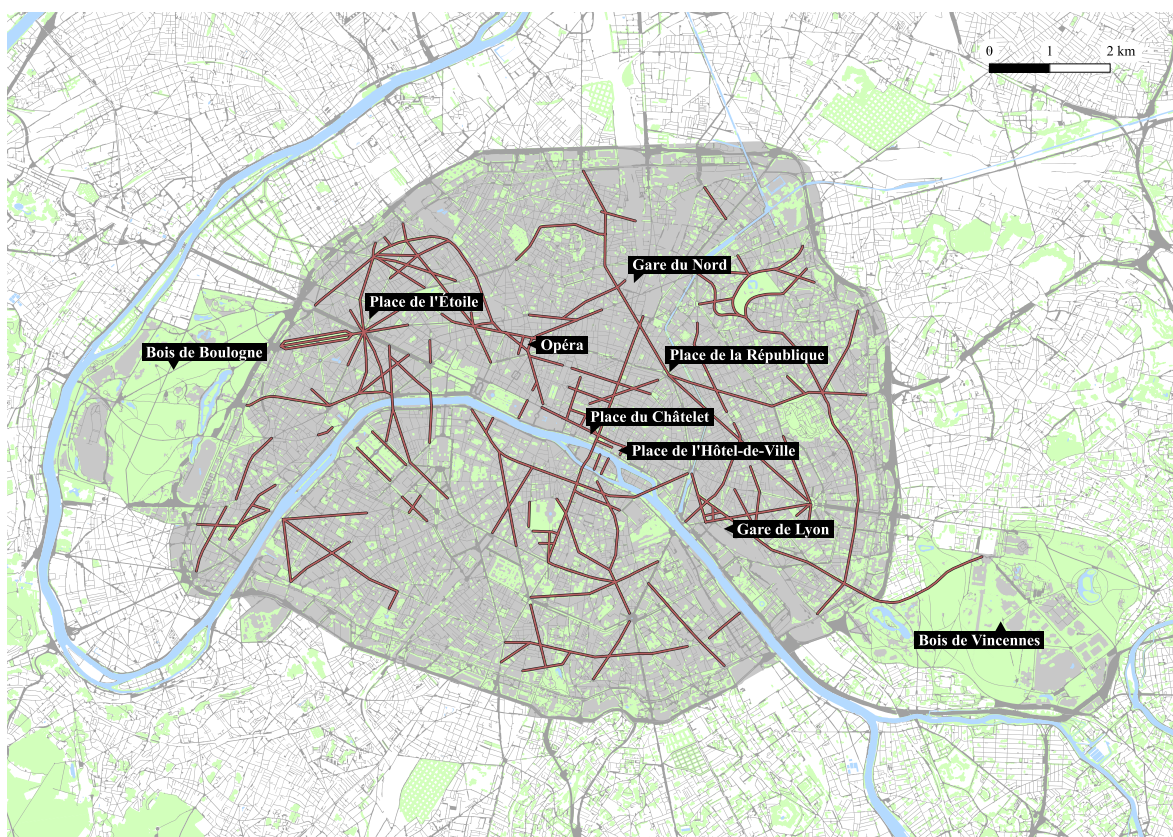 0 1 2 km
Gare du Nord
Place de l'Étoile
Opéra
Bois de Boulogne
Place de la République
Place du Châtelet
Place de l'Hôtel-de-Ville
Gare de Lyon
Bois de Vincennes